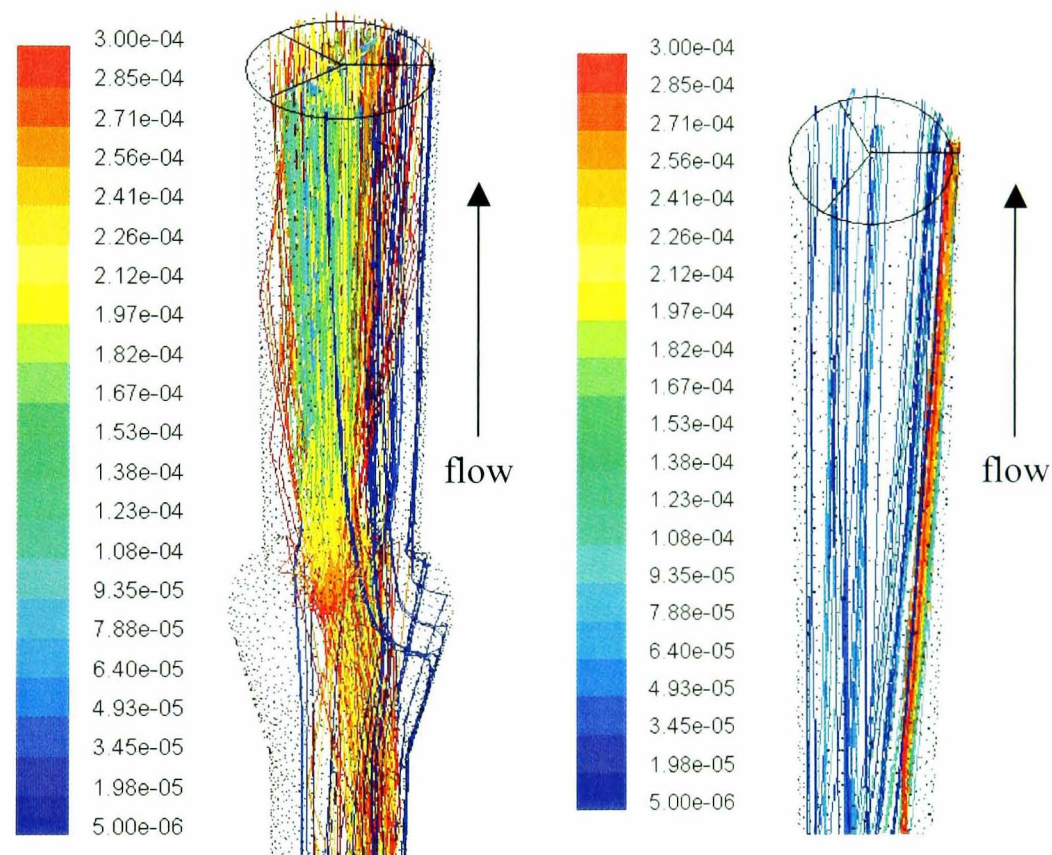 3.00e-04
2.85e-04
2.71e-04
2.56e-04
2.41e-04
2.26e-04
2.12e-04
1.97e-04
1.82e-04
1.67e-04
1.53e-04
1.38e-04
1.23e-04
1.08e-04
9.35e-05
7.88e-05
6.40e-05
4.93e-05
3.45e-05
1.98e-05
5.00e-06
flow
3.00e-04
2.85e-04
2.71e-04
2.56e-04
2.41e-04
2.26e-04
2.12e-04
1.97e-04
1.82e-04
1.67e-04
1.53e-04
1.38e-04
1.23e-04
1.08e-04
9.35e-05
7.88e-05
6.40e-05
4.93e-05
3.45e-05
1.98e-05
5.00e-06
flow